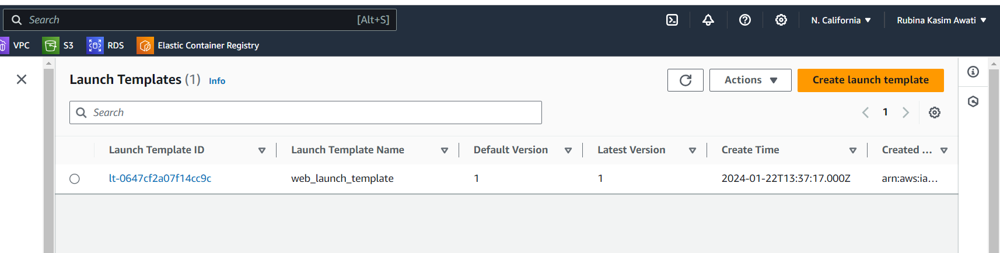 Search [Alt+S] N. California Rubina Kasim Awati
VPC S3 RDS Elastic Container Registry
Launch Templates (1) Info Actions Create launch template
Search 1
Launch Template ID Launch Template Name Default Version Latest Version Create Time Created ...
lt-0647cf2a07f14cc9c web_launch_template 1 1 2024-01-22T13:37:17.000Z arn:aws:ia...